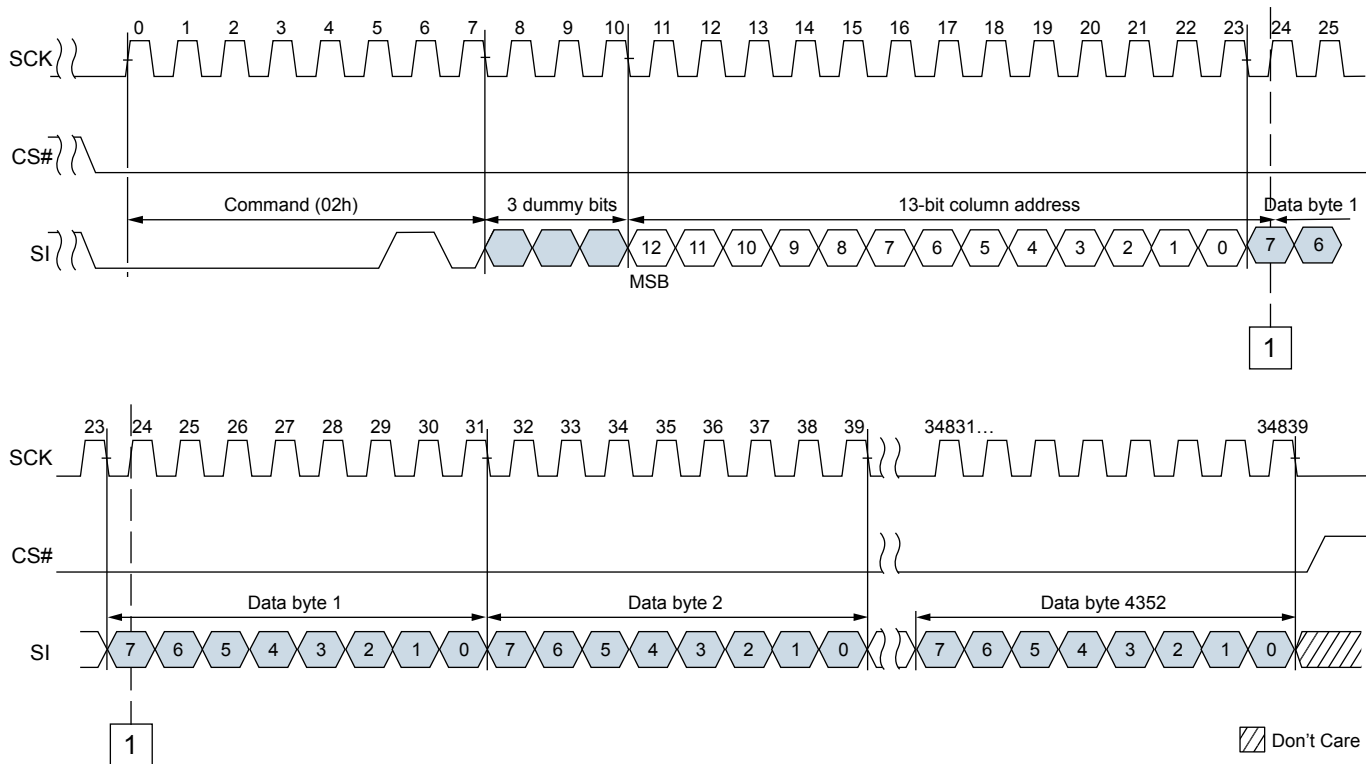 0 1 2 3 4 5 6 7 8 9 10 11 12 13 14 15 16 17 18 19 20 21 22 23 24 25
SCK
CS#
Command (02h) 3 dummy bits 13-bit column address Data byte 1
SI 12 11 10 9 8 7 6 5 4 3 2 1 0 7 6
MSB
1
23 24 25 26 27 28 29 30 31 32 33 34 35 36 37 38 39 34831... 34839
SCK
CS#
Data byte 1 Data byte 2 Data byte 4352
SI 7 6 5 4 3 2 1 0 7 6 5 4 3 2 1 0 7 6 5 4 3 2 1 0
1
Don't Care